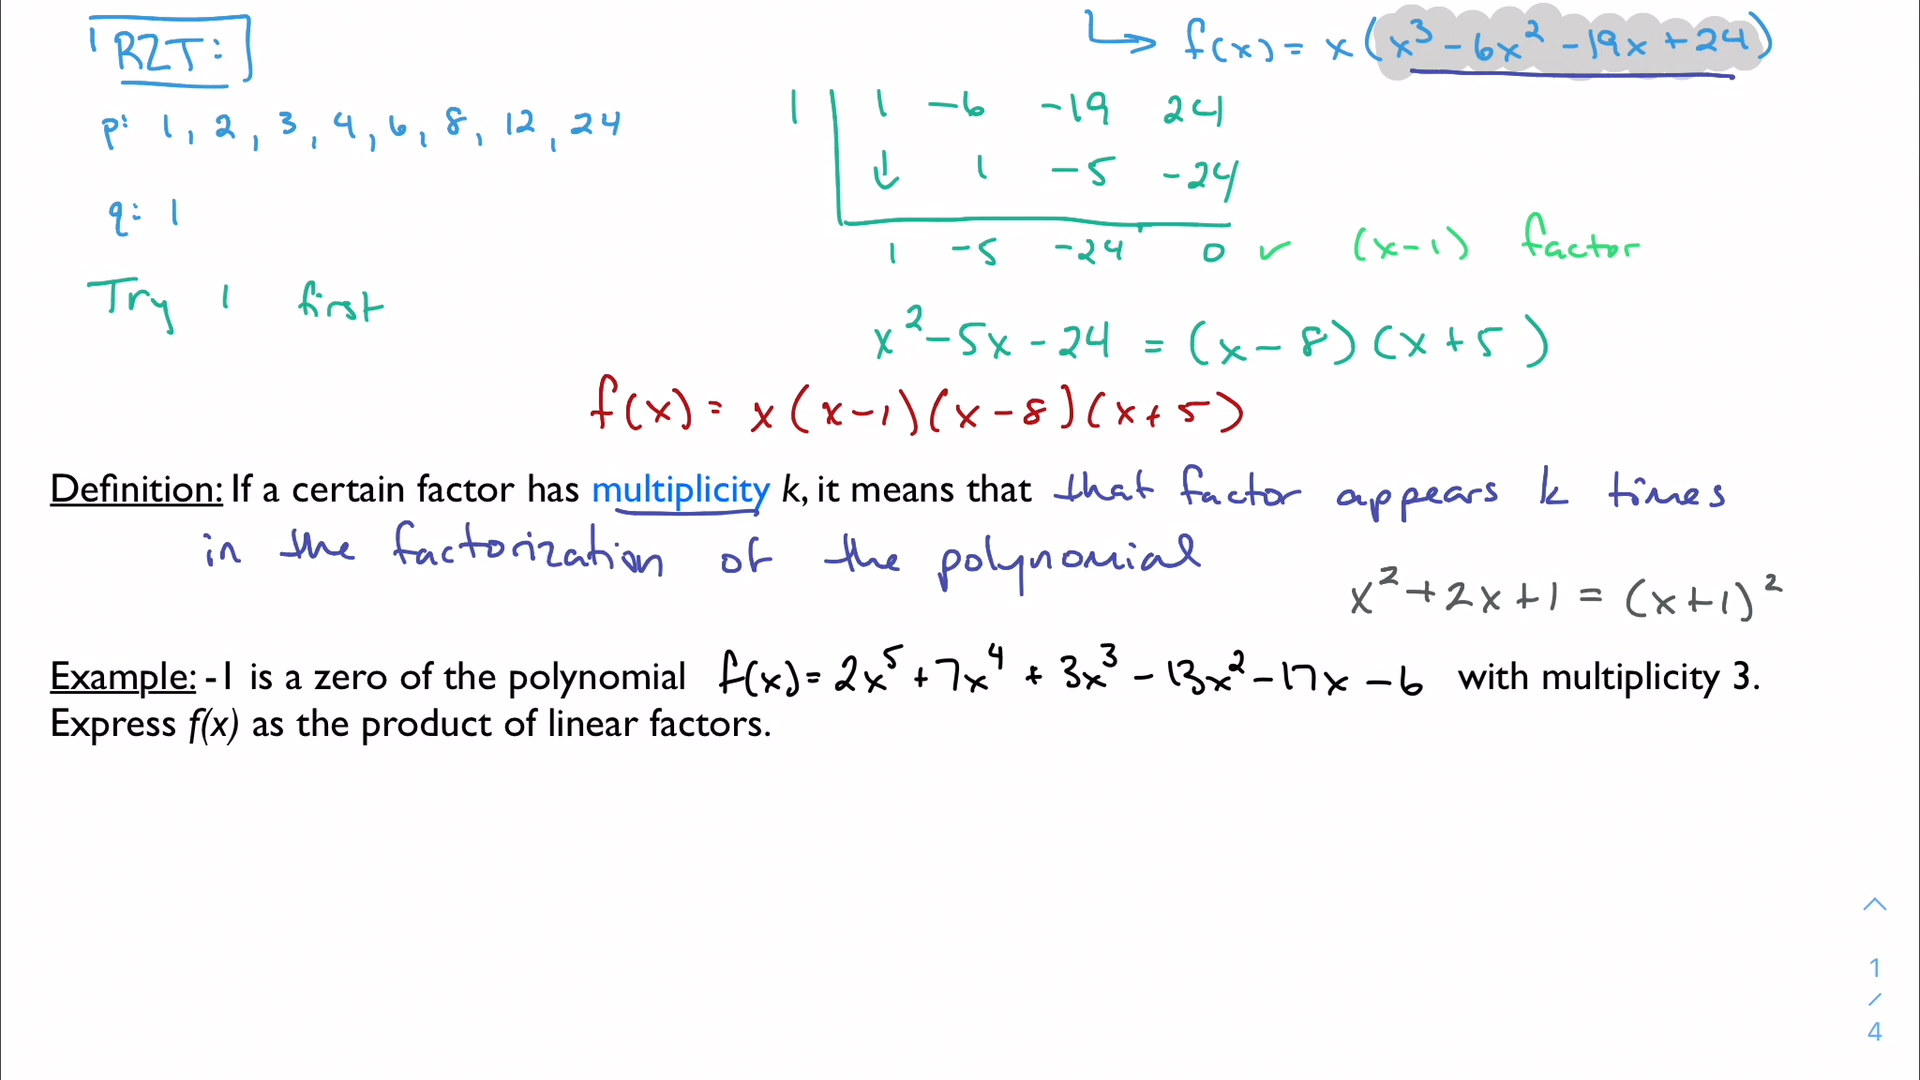 RZT:
f(x) = x(x³ - 6x² - 19x + 24)
p: 1, 2, 3, 4, 6, 8, 12, 24
1 | 1 -6 -19 24
↓ 1 -5 -24
q: 1
1 -5 -24 0 ✓ (x-1) factor
Try 1 first
x² - 5x - 24 = (x - 8)(x + 5)
f(x) = x(x-1)(x-8)(x+5)
Definition: If a certain factor has multiplicity k, it means that that factor appears k times
in the factorization of the polynomial
x² + 2x + 1 = (x+1)²
Example: -1 is a zero of the polynomial f(x) = 2x⁵ + 7x⁴ + 3x³ - 13x² - 17x - 6 with multiplicity 3.
Express f(x) as the product of linear factors.
1
/
4